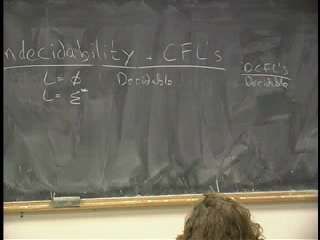 ndecidability - CFL's
DCFL's
L = ∅ Decidable Decidable
L = Σ*